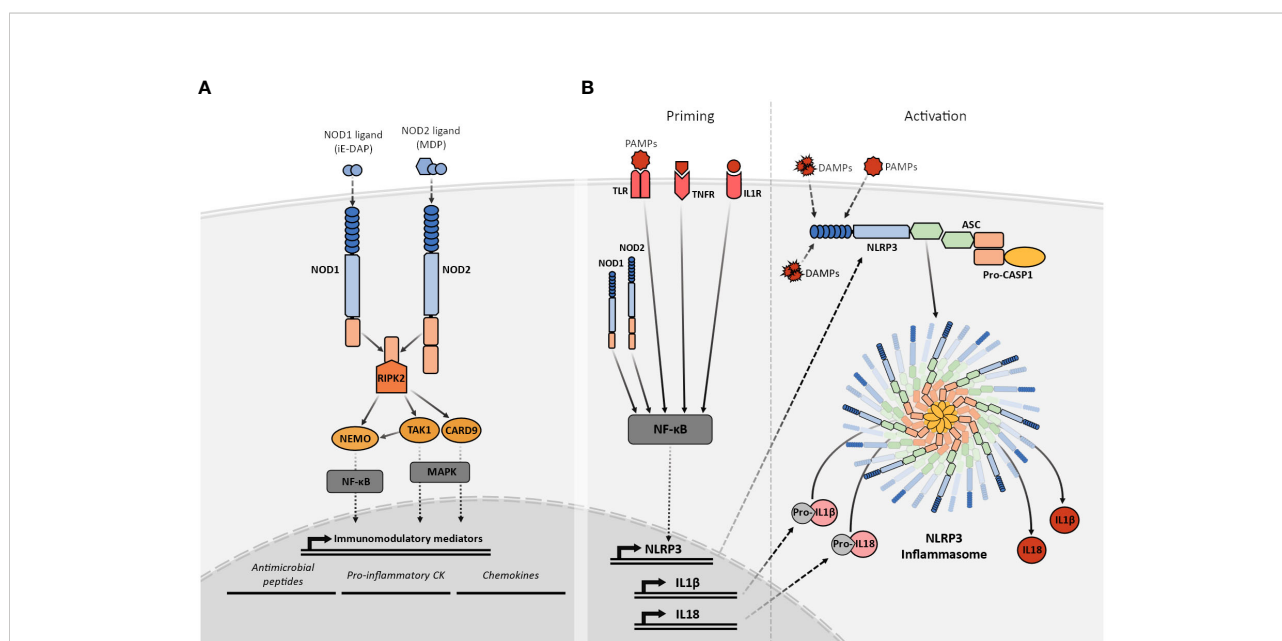 A
NOD1 ligand
(iE-DAP)
NOD2 ligand
(MDP)
NOD1
NOD2
RIPK2
NEMO
TAK1
CARD9
NF-κB
MAPK
Immunomodulatory mediators
Antimicrobial
peptides
Pro-inflammatory CK
Chemokines
B
Priming
PAMPs
TLR
TNFR
IL1R
NOD2
NOD1
NF-κB
NLRP3
IL1β
IL18
Activation
DAMPs
PAMPs
ASC
NLRP3
DAMPs
Pro-CASP1
Pro-IL1β
Pro-IL18
NLRP3
Inflammasome
IL1β
IL18